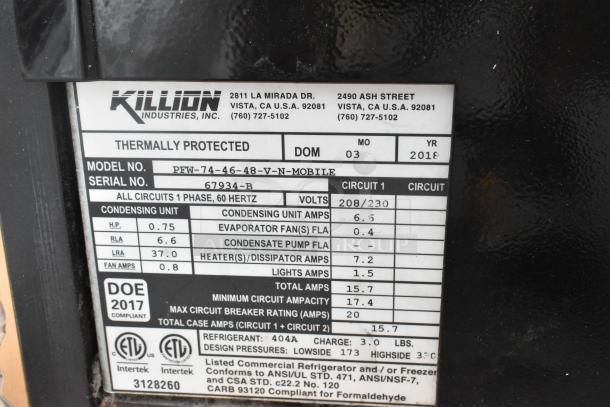 KILLION
INDUSTRIES, INC.
2811 LA MIRADA DR.
VISTA, CA U.S.A. 92081
(760) 727-5102
2490 ASH STREET
VISTA, CA U.S.A. 92081
(760) 727-5102
THERMALLY PROTECTED DOM MO 03 YR 2018
MODEL NO. PFW-74-46-48-V-N-MOBILE
SERIAL NO. 67934-B CIRCUIT 1 CIRCUIT
ALL CIRCUITS 1 PHASE, 60 HERTZ VOLTS 208/230
CONDENSING UNIT
H.P. 0.75
RLA 6.6
LRA 37.0
FAN AMPS 0.8
CONDENSING UNIT AMPS 6.6
EVAPORATOR FAN(S) FLA 0.4
CONDENSATE PUMP FLA
HEATER(S)/DISSIPATOR AMPS 7.2
LIGHTS AMPS 1.5
TOTAL AMPS 15.7
MINIMUM CIRCUIT AMPACITY 17.4
MAX CIRCUIT BREAKER RATING (AMPS) 20
TOTAL CASE AMPS (CIRCUIT 1 + CIRCUIT 2) 15.7
DOE
2017
COMPLIANT
REFRIGERANT: 404A CHARGE: 3.0 LBS.
DESIGN PRESSURES: LOWSIDE 173 HIGHSIDE
C ETL US
Intertek
ETL
Intertek
3128260
Listed Commercial Refrigerator and / or Freezer
Conforms to ANSI/UL STD. 471, ANSI/NSF-7,
and CSA STD. c22.2 No. 120
CARB 93120 Compliant for Formaldehyde